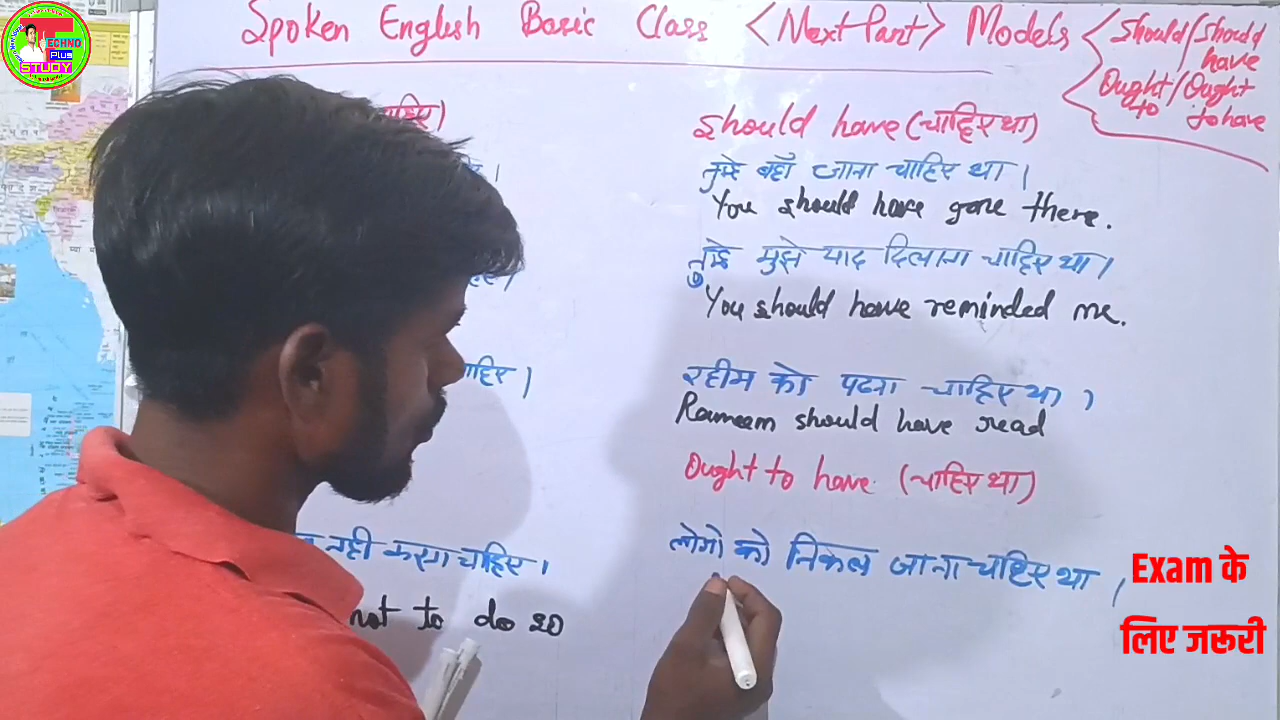 TECHNO
Plus
STUDY
Spoken English Basic Class <Next Part> Models
Should/Should have
Ought to/Ought to have
should have (चाहिए था)
तुम्हे वहाँ जाना चाहिए था।
You should have gone there.
तुम्हे मुझे याद दिलाना चाहिए था।
You should have reminded me.
रहीम को पढना चाहिए था।
Rameem should have read
Ought to have (चाहिए था)
लोगो को निकल जाना चाहिए था।
चाहिए)
चाहिए।
नही करना चाहिए।
not to do so
Exam के
लिए जरूरी